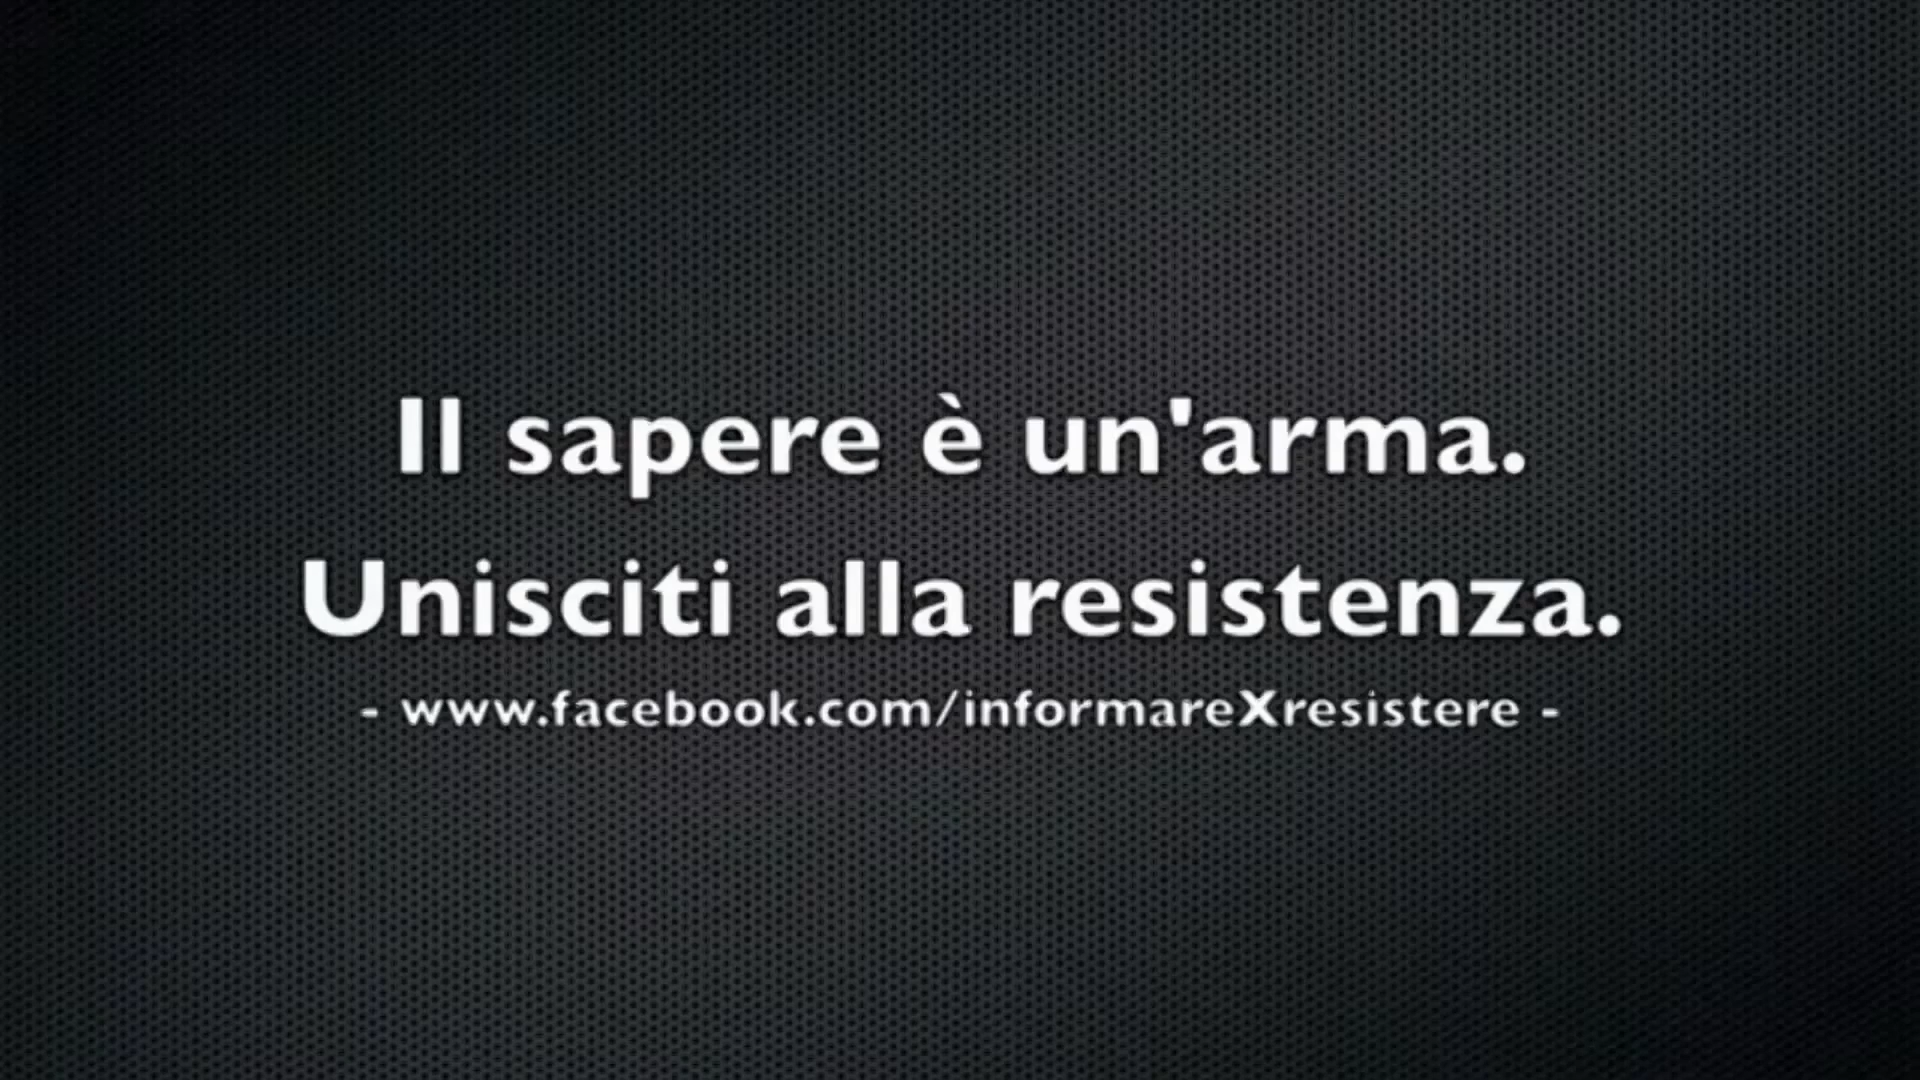 Il sapere è un'arma.
Unisciti alla resistenza.
- www.facebook.com/informareXresistere -